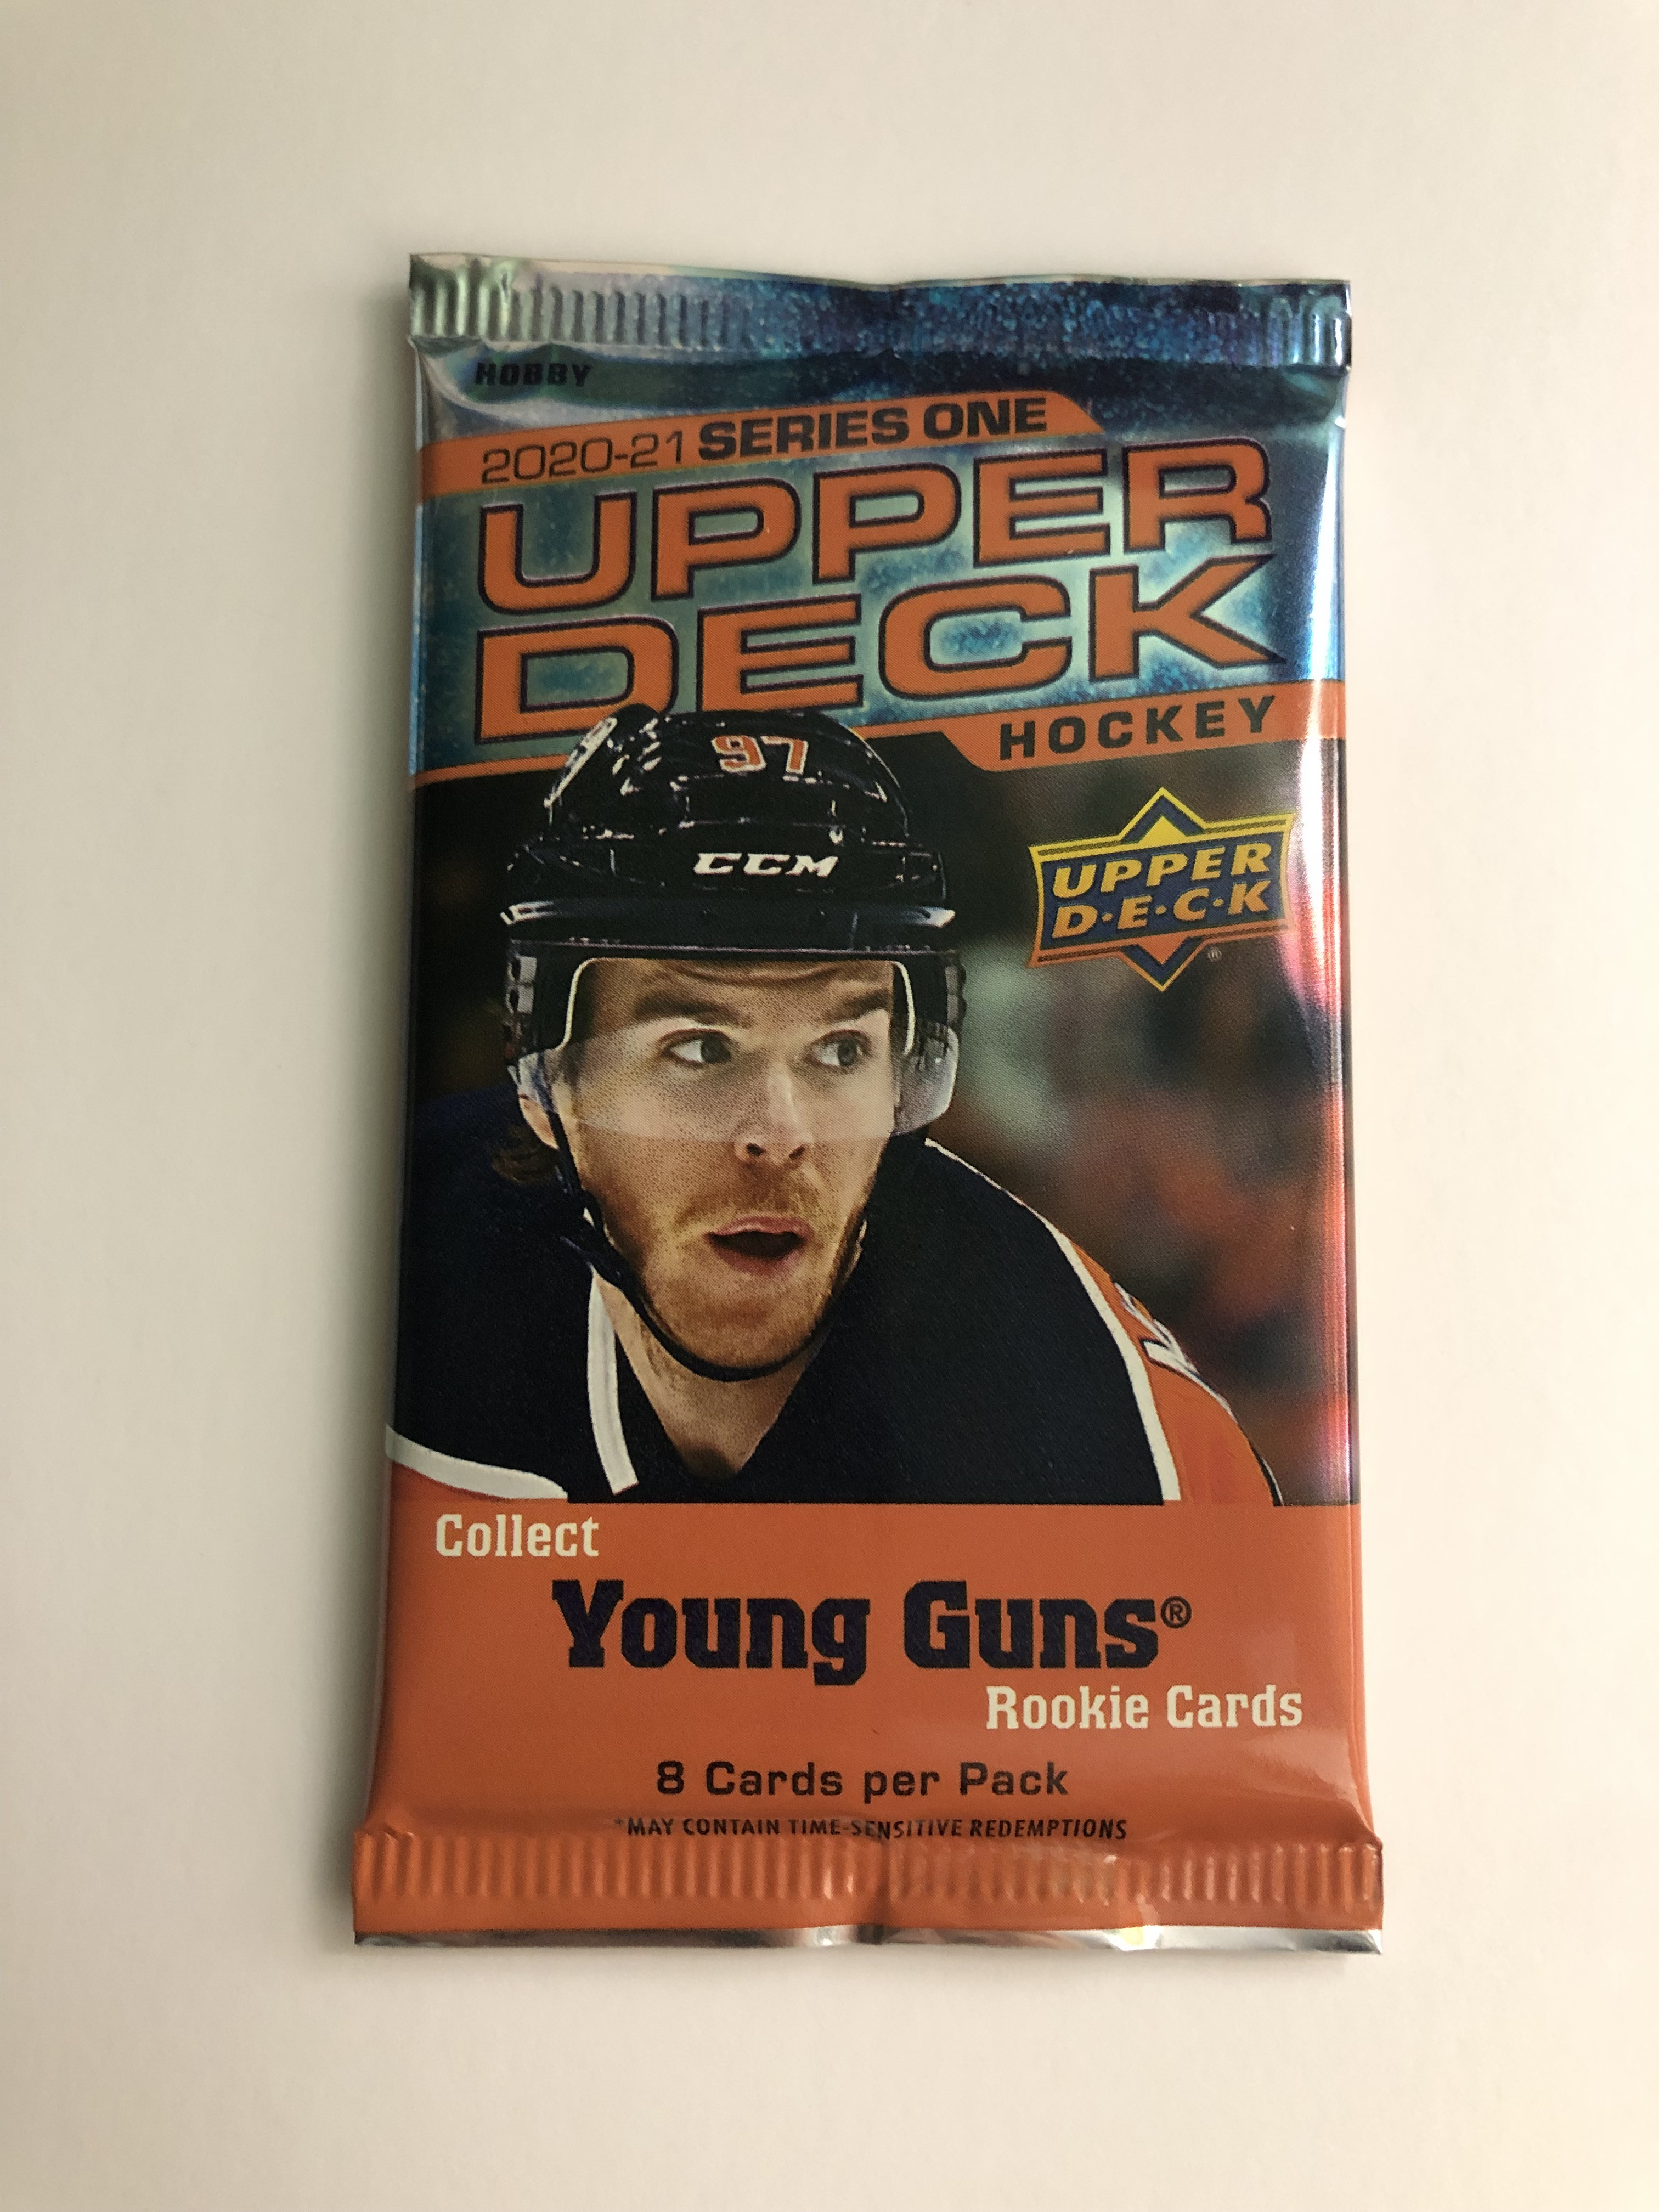 HOBBY
2020-21 SERIES ONE
UPPER
DECK
HOCKEY
97
CCM
UPPER
D·E·C·K
®
Collect
Young Guns®
Rookie Cards
8 Cards per Pack
*MAY CONTAIN TIME-SENSITIVE REDEMPTIONS